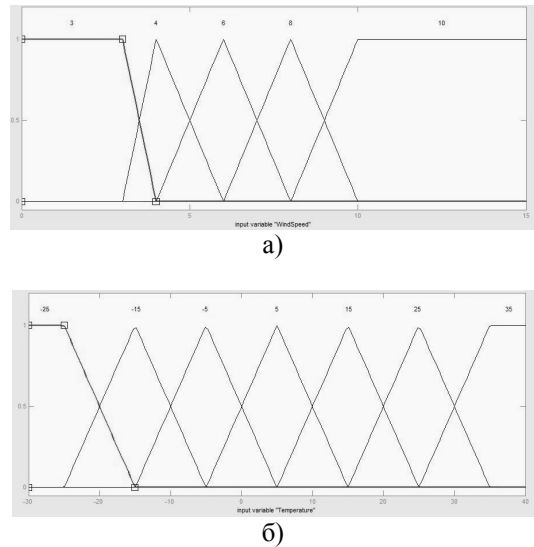 3 4 6 8 10
1
0.5
0
0 5 10 15
input variable "WindSpeed"
а)
-25 -15 -5 5 15 25 35
1
0.5
0
-30 -20 -10 0 10 20 30 40
input variable "Temperature"
б)